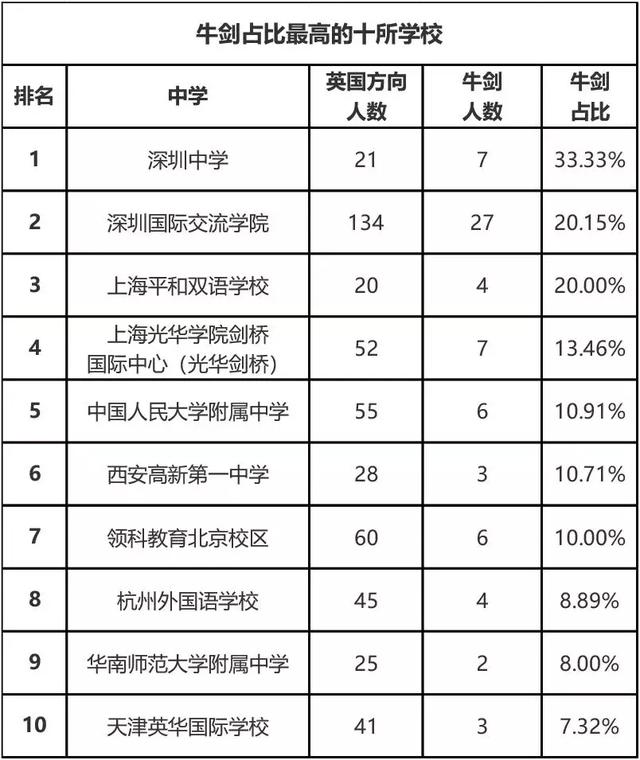 牛剑占比最高的十所学校
排名 中学 英国方向人数 牛剑人数 牛剑占比
1 深圳中学 21 7 33.33%
2 深圳国际交流学院 134 27 20.15%
3 上海平和双语学校 20 4 20.00%
4 上海光华学院剑桥国际中心（光华剑桥） 52 7 13.46%
5 中国人民大学附属中学 55 6 10.91%
6 西安高新第一中学 28 3 10.71%
7 领科教育北京校区 60 6 10.00%
8 杭州外国语学校 45 4 8.89%
9 华南师范大学附属中学 25 2 8.00%
10 天津英华国际学校 41 3 7.32%